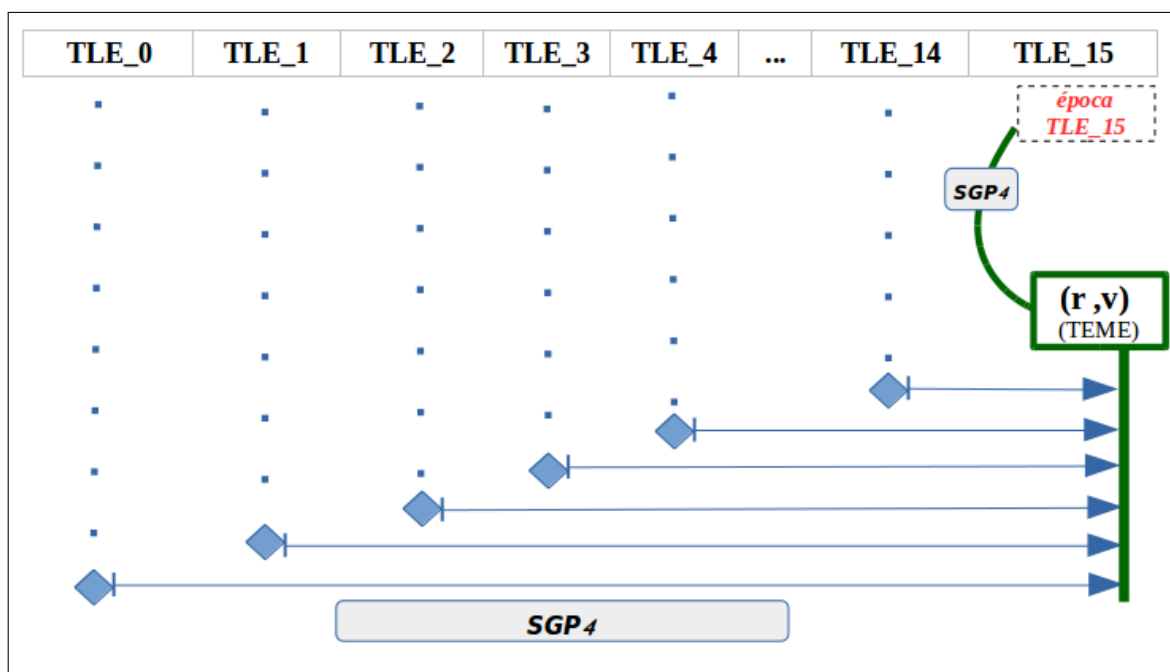 TLE_0 TLE_1 TLE_2 TLE_3 TLE_4 ... TLE_14 TLE_15
época
TLE_15
SGP4
(r ,v)
(TEME)
SGP4